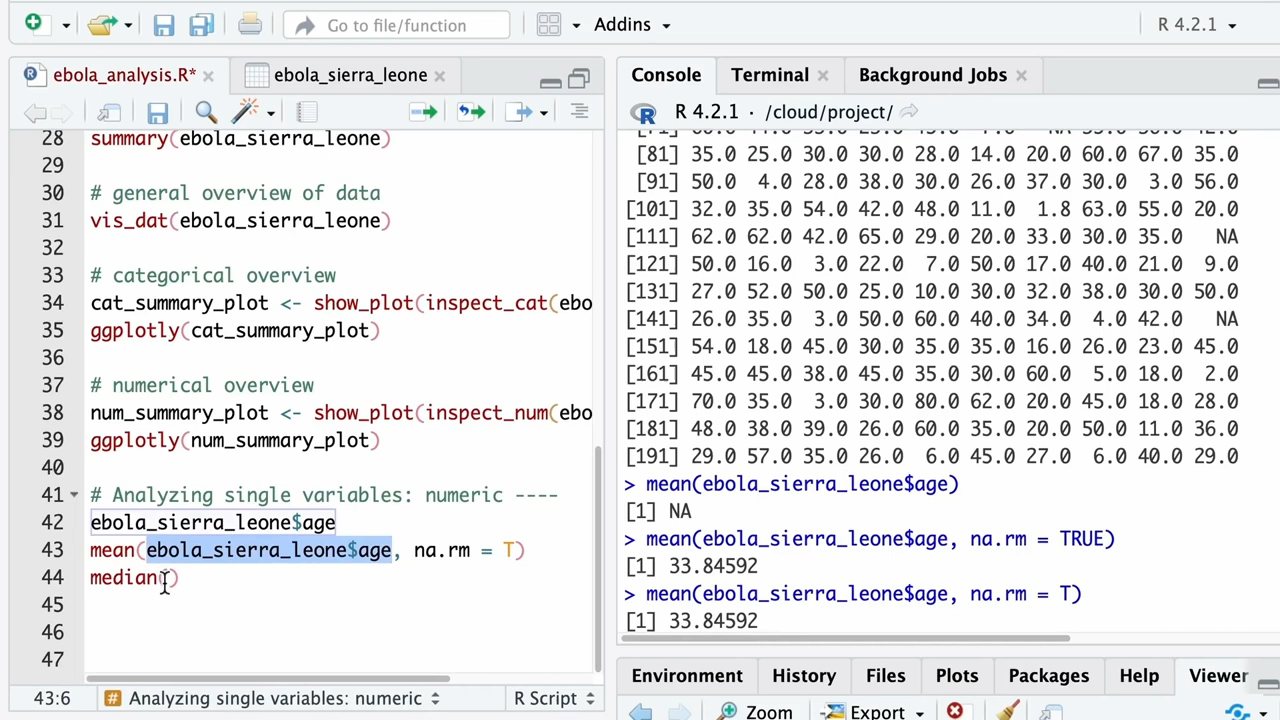 Go to file/function
Addins
R 4.2.1
ebola_analysis.R*
ebola_sierra_leone
28 summary(ebola_sierra_leone)
29
30 # general overview of data
31 vis_dat(ebola_sierra_leone)
32
33 # categorical overview
34 cat_summary_plot <- show_plot(inspect_cat(ebo
35 ggplotly(cat_summary_plot)
36
37 # numerical overview
38 num_summary_plot <- show_plot(inspect_num(ebo
39 ggplotly(num_summary_plot)
40
41 # Analyzing single variables: numeric ----
42 ebola_sierra_leone$age
43 mean(ebola_sierra_leone$age, na.rm = T)
44 median()
45
46
47
43:6 # Analyzing single variables: numeric R Script
Console Terminal Background Jobs
R 4.2.1 · /cloud/project/
[81] 35.0 25.0 30.0 30.0 28.0 14.0 20.0 60.0 67.0 35.0
[91] 50.0 4.0 28.0 38.0 30.0 26.0 37.0 30.0 3.0 56.0
[101] 32.0 35.0 54.0 42.0 48.0 11.0 1.8 63.0 55.0 20.0
[111] 62.0 62.0 42.0 65.0 29.0 20.0 33.0 30.0 35.0 NA
[121] 50.0 16.0 3.0 22.0 7.0 50.0 17.0 40.0 21.0 9.0
[131] 27.0 52.0 50.0 25.0 10.0 30.0 32.0 38.0 30.0 50.0
[141] 26.0 35.0 3.0 50.0 60.0 40.0 34.0 4.0 42.0 NA
[151] 54.0 18.0 45.0 30.0 35.0 35.0 16.0 26.0 23.0 45.0
[161] 45.0 45.0 38.0 45.0 35.0 30.0 60.0 5.0 18.0 2.0
[171] 70.0 35.0 3.0 30.0 80.0 62.0 20.0 45.0 18.0 28.0
[181] 48.0 38.0 39.0 26.0 60.0 35.0 20.0 50.0 11.0 36.0
[191] 29.0 57.0 35.0 26.0 6.0 45.0 27.0 6.0 40.0 29.0
> mean(ebola_sierra_leone$age)
[1] NA
> mean(ebola_sierra_leone$age, na.rm = TRUE)
[1] 33.84592
> mean(ebola_sierra_leone$age, na.rm = T)
[1] 33.84592
Environment History Files Plots Packages Help Viewer
Zoom Export